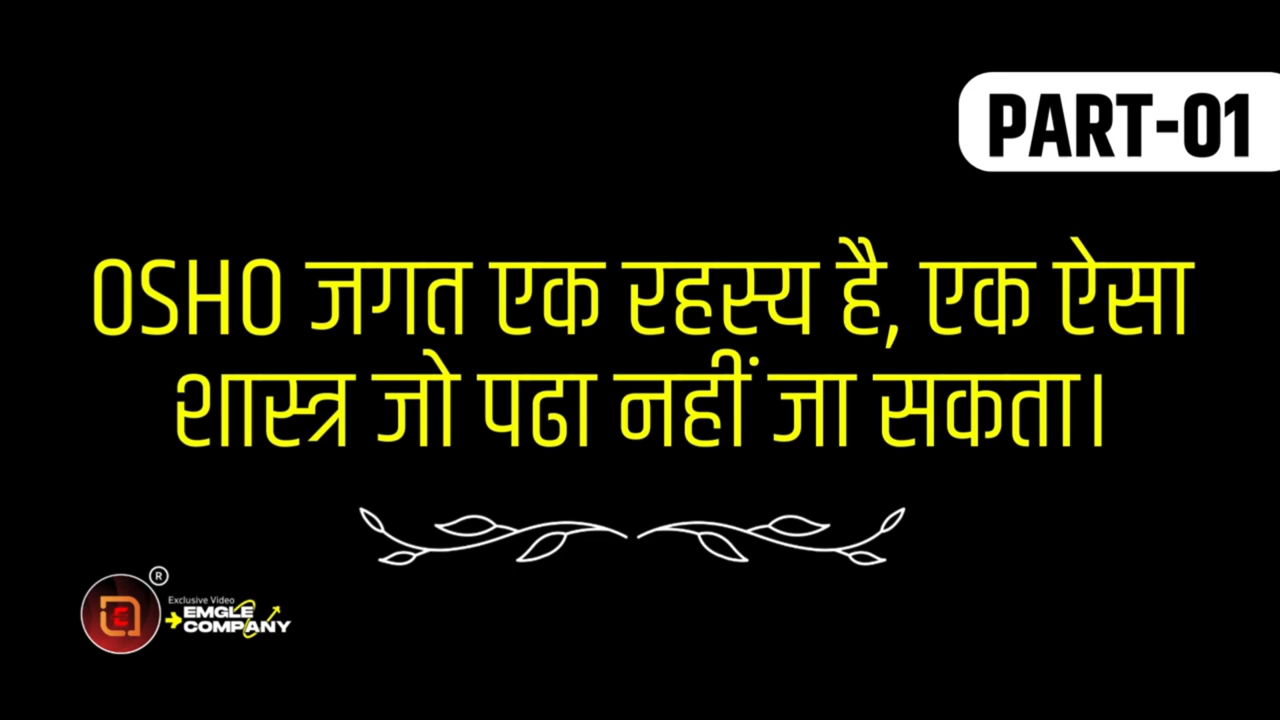 PART-01
OSHO जगत एक रहस्य है, एक ऐसा
शास्त्र जो पढा नहीं जा सकता।
®
Exclusive Video
EMGLE
COMPANY